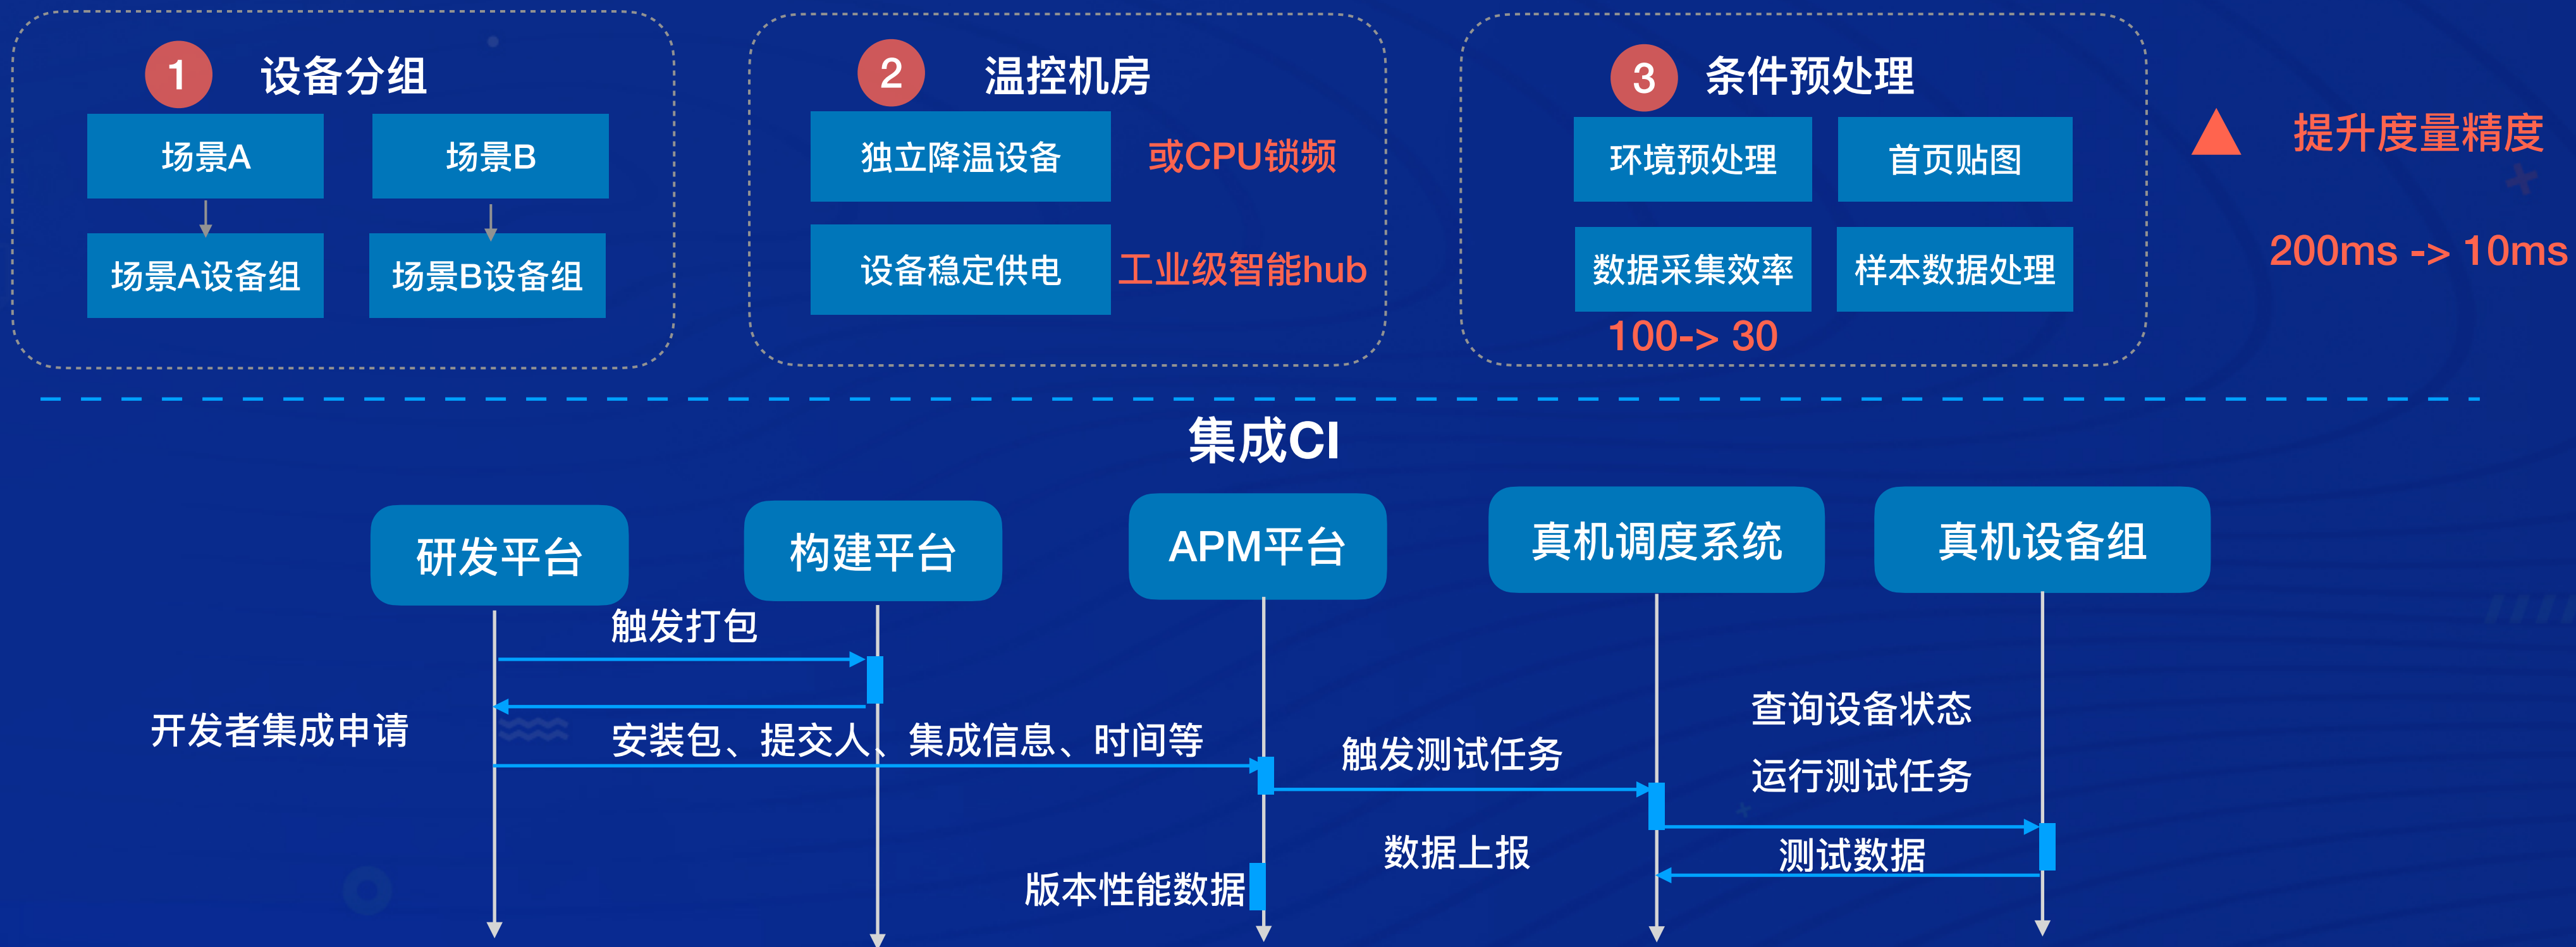 1 设备分组
场景A
场景B
场景A设备组
场景B设备组
2 温控机房
独立降温设备
或CPU锁频
设备稳定供电
工业级智能hub
3 条件预处理
环境预处理
首页贴图
数据采集效率
样本数据处理
100-> 30
提升度量精度
200ms -> 10ms
集成CI
研发平台
构建平台
APM平台
真机调度系统
真机设备组
触发打包
开发者集成申请
安装包、提交人、集成信息、时间等
触发测试任务
查询设备状态
运行测试任务
数据上报
测试数据
版本性能数据